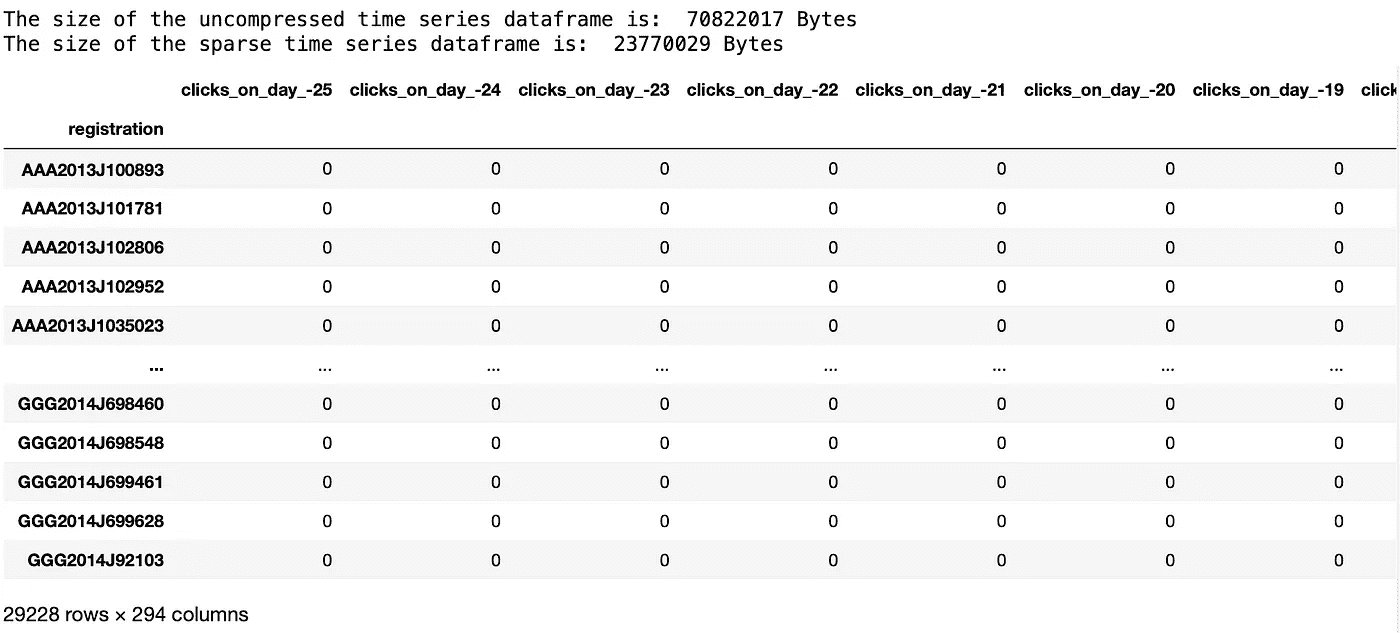 The size of the uncompressed time series dataframe is:  70822017 Bytes
The size of the sparse time series dataframe is:  23770029 Bytes
clicks_on_day_-25 clicks_on_day_-24 clicks_on_day_-23 clicks_on_day_-22 clicks_on_day_-21 clicks_on_day_-20 clicks_on_day_-19 click
registration
AAA2013J100893 0 0 0 0 0 0 0
AAA2013J101781 0 0 0 0 0 0 0
AAA2013J102806 0 0 0 0 0 0 0
AAA2013J102952 0 0 0 0 0 0 0
AAA2013J1035023 0 0 0 0 0 0 0
... ... ... ... ... ... ... ...
GGG2014J698460 0 0 0 0 0 0 0
GGG2014J698548 0 0 0 0 0 0 0
GGG2014J699461 0 0 0 0 0 0 0
GGG2014J699628 0 0 0 0 0 0 0
GGG2014J92103 0 0 0 0 0 0 0
29228 rows × 294 columns